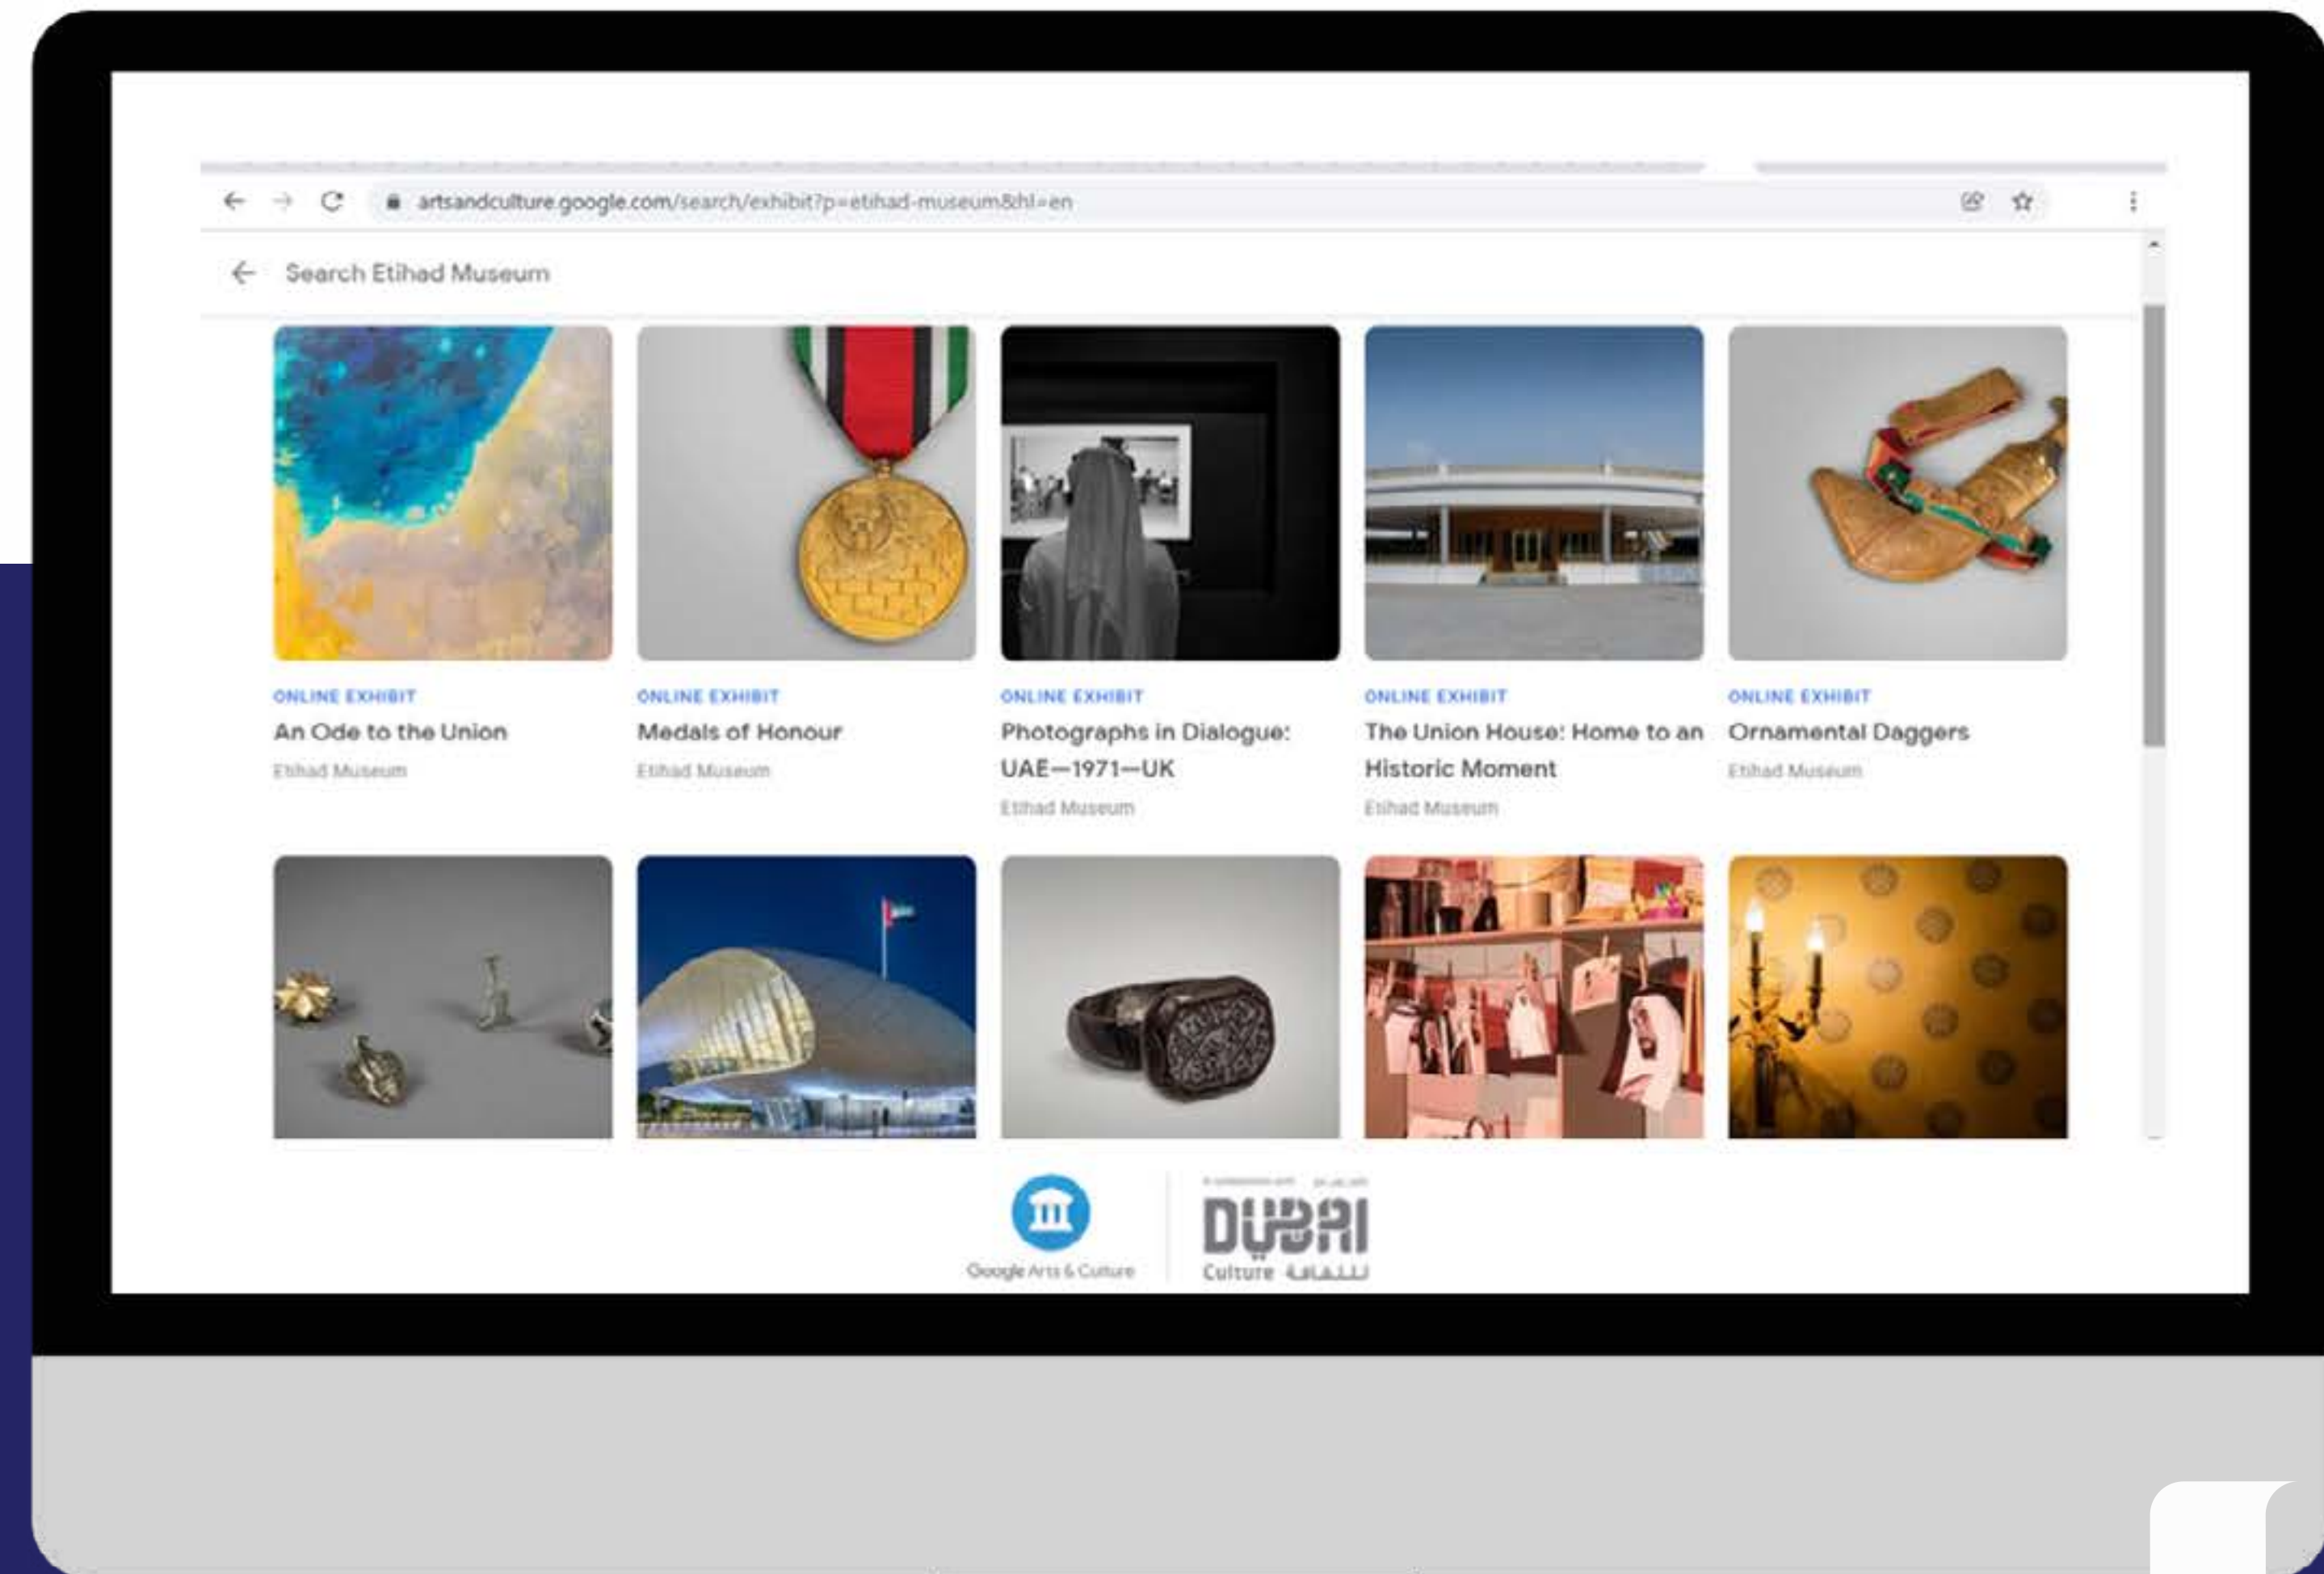 artsandculture.google.com/search/exhibit?p=etihad-museum&hl=en
Search Etihad Museum
ONLINE EXHIBIT
An Ode to the Union
Etihad Museum
ONLINE EXHIBIT
Medals of Honour
Etihad Museum
ONLINE EXHIBIT
Photographs in Dialogue:
UAE—1971—UK
Etihad Museum
ONLINE EXHIBIT
The Union House: Home to an
Historic Moment
Etihad Museum
ONLINE EXHIBIT
Ornamental Daggers
Etihad Museum
Google Arts & Culture
DUBAI
Culture للثقافة